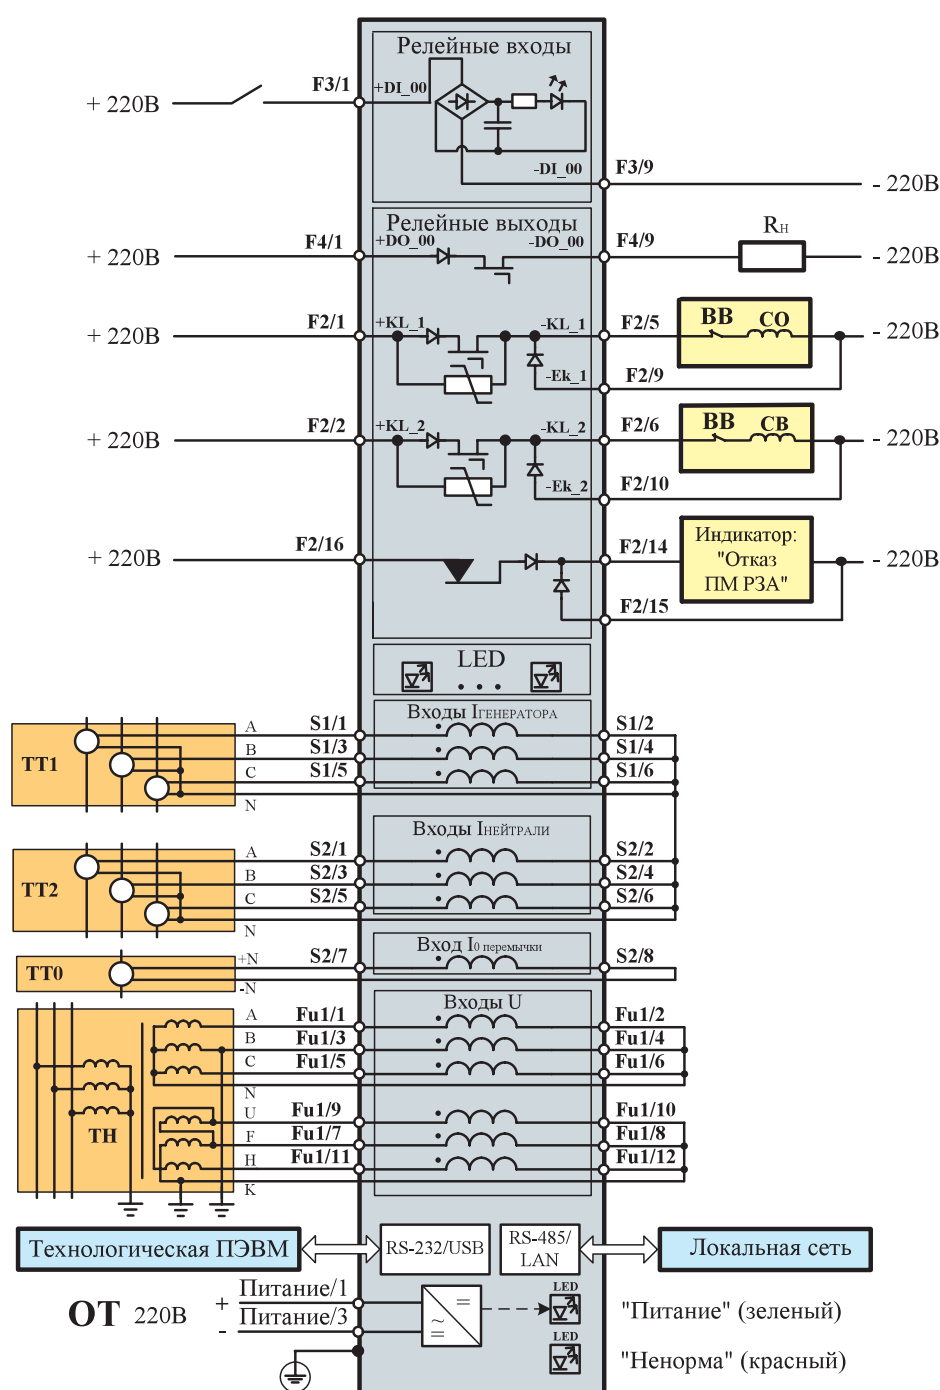 Релейные входы
F3/1
+DI_00
+ 220В
-DI_00
F3/9
- 220В
Релейные выходы
F4/1
+DO_00
-DO_00
F4/9
Rн
+ 220В
- 220В
F2/1
+KL_1
-KL_1
F2/5
ВВ
СО
+ 220В
- 220В
-Ek_1
F2/9
F2/2
+KL_2
-KL_2
F2/6
ВВ
СВ
+ 220В
- 220В
-Ek_2
F2/10
F2/16
F2/14
+ 220В
Индикатор:
"Отказ
ПМ РЗА"
- 220В
F2/15
LED
Входы IГЕНЕРАТОРА
ТТ1
A
S1/1
S1/2
B
S1/3
S1/4
C
S1/5
S1/6
N
Входы IНЕЙТРАЛИ
ТТ2
A
S2/1
S2/2
B
S2/3
S2/4
C
S2/5
S2/6
N
Вход I0 перемычки
ТТ0
+N
S2/7
S2/8
-N
Входы U
A
Fu1/1
Fu1/2
B
Fu1/3
Fu1/4
C
Fu1/5
Fu1/6
N
U
Fu1/9
Fu1/10
ТН
F
Fu1/7
Fu1/8
H
Fu1/11
Fu1/12
K
Технологическая ПЭВМ
RS-232/USB
RS-485/
LAN
Локальная сеть
ОТ 220В
+ Питание/1
- Питание/3
LED
"Питание" (зеленый)
LED
"Ненорма" (красный)